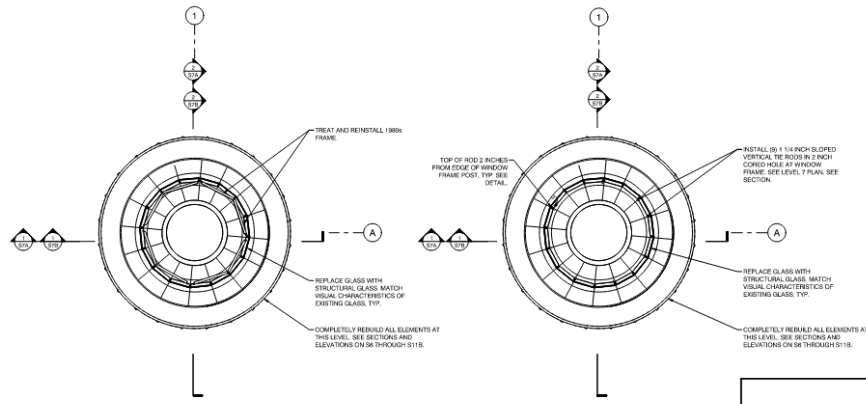 1
2
S7A
2
S7B
TREAT AND REINSTALL 1980s
FRAME.
1
S7A
1
S7B
A
REPLACE GLASS WITH
STRUCTURAL GLASS. MATCH
VISUAL CHARACTERISTICS OF
EXISTING GLASS, TYP.
COMPLETELY REBUILD ALL ELEMENTS AT
THIS LEVEL. SEE SECTIONS AND
ELEVATIONS ON S6 THROUGH S11B.
1
2
S7A
2
S7B
TOP OF ROD 2 INCHES
FROM EDGE OF WINDOW
FRAME POST, TYP. SEE
DETAIL.
INSTALL (9) 1 1/4 INCH SLOPED
VERTICAL TIE RODS IN 2 INCH
CORED HOLE AT WINDOW
FRAME. SEE LEVEL 7 PLAN. SEE
SECTION.
1
S7A
1
S7B
A
REPLACE GLASS WITH
STRUCTURAL GLASS. MATCH
VISUAL CHARACTERISTICS OF
EXISTING GLASS, TYP.
COMPLETELY REBUILD ALL ELEMENTS AT
THIS LEVEL. SEE SECTIONS AND
ELEVATIONS ON S6 THROUGH S11B.